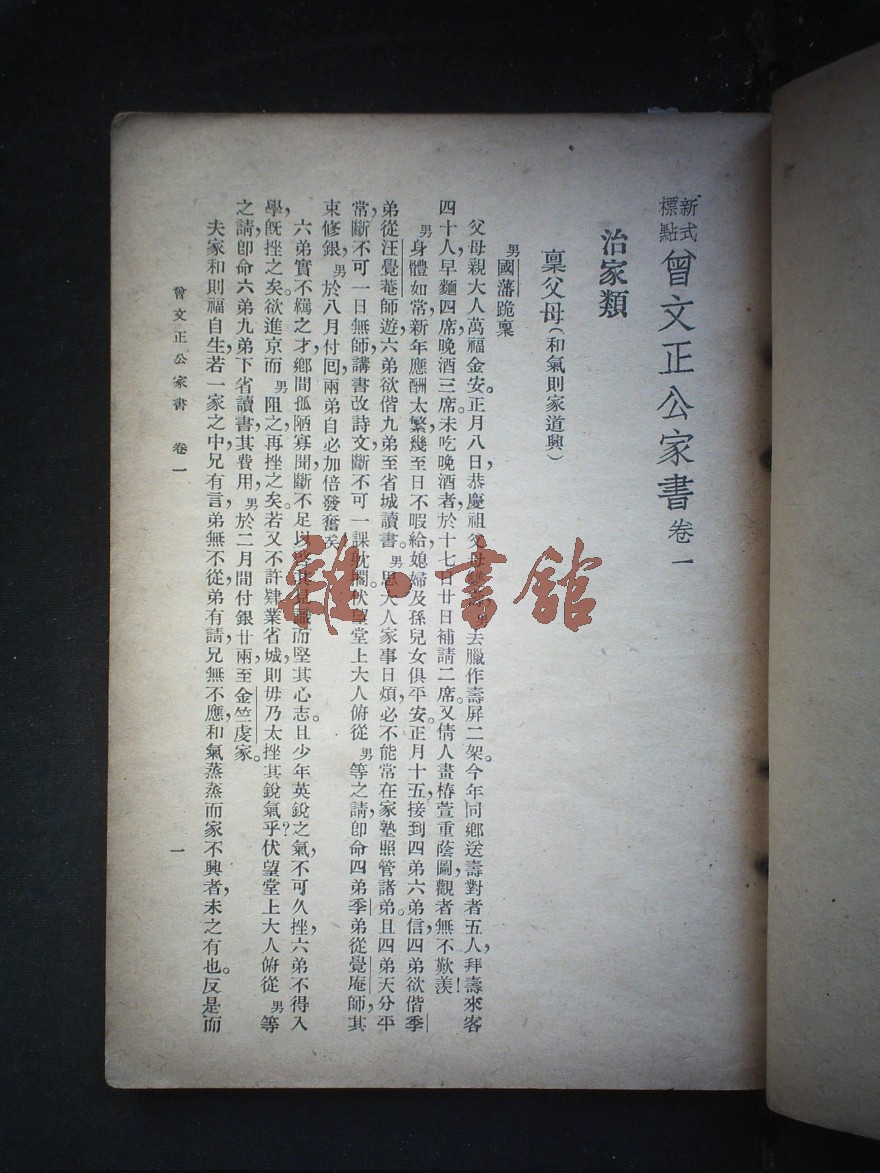 新式標點 曾文正公家書 卷一
治家類
稟父母(和氣則家道興)
男國藩跪稟
父母親大人萬福金安。正月八日,恭慶祖父母雙壽,男去臘作壽屏二架。今年同鄉送壽對者五人,拜壽來客
四十人,早麵四席,晚酒三席。未吃晚酒者,於十七日廿日補請二席。又倩人畫椿萱重蔭圖,觀者無不歎羨!
男身體如常,新年應酬太繁,幾至日不暇給,媳婦及孫兒女俱平安。正月十五,接到四弟六弟信,四弟欲偕季
弟從汪覺菴師遊,六弟欲偕九弟至省城讀書。男思大人家事日煩,必不能常在家塾照管諸弟。且四弟天分平
常,斷不可一日無師,講書改詩文,斷不可一課耽擱。伏望堂上大人俯從男等之請,卽命四弟季弟從覺庵師,其
束修銀,男於八月付囘,兩弟自必加倍發奮矣
六弟實不羈之才,鄉間孤陋寡聞,斷不足以啓其見識而堅其心志。且少年英銳之氣,不可久挫,六弟不得入
學,旣挫之矣。欲進京而男阻之,再挫之矣。若又不許肄業省城,則毋乃太挫其銳氣乎?伏望堂上大人俯從男等
之請,卽命六弟九弟下省讀書,其費用,男於二月間付銀廿兩至金竺虔家。
夫家和則福自生,若一家之中,兄有言,弟無不從,弟有請,兄無不應,和氣蒸蒸而家不興者,未之有也。反是而
曾文正公家書 卷一
一
雜·書館